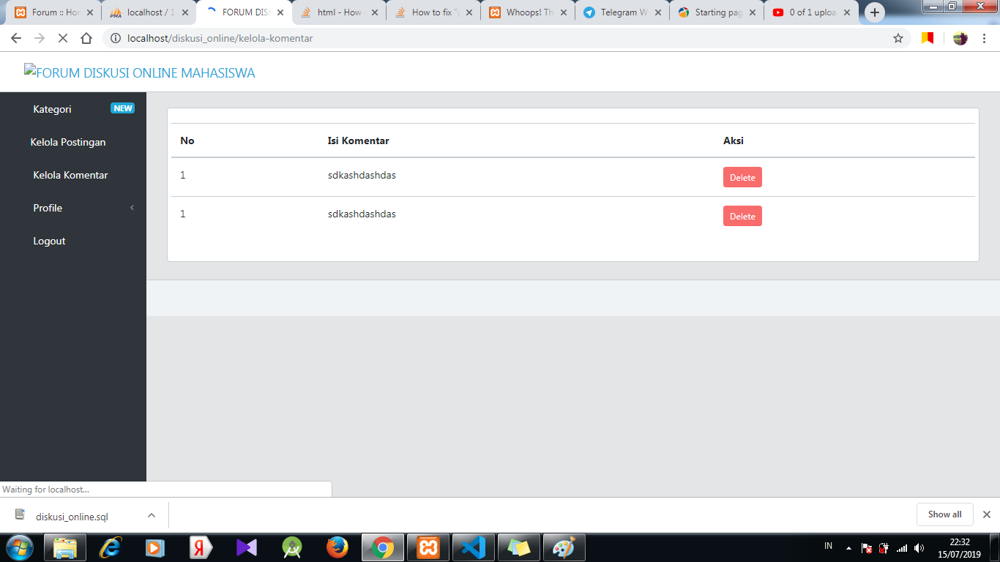 Forum :: Hor
localhost / 1
FORUM DIS
html - How
How to fix "
Whoops! Th
Telegram W
Starting pag
0 of 1 uploa
localhost/diskusi_online/kelola-komentar
FORUM DISKUSI ONLINE MAHASISWA
Kategori NEW
Kelola Postingan
Kelola Komentar
Profile
Logout
No Isi Komentar Aksi
1 sdkashdashdas Delete
1 sdkashdashdas Delete
Waiting for localhost...
diskusi_online.sql
Show all
IN
22:32
15/07/2019